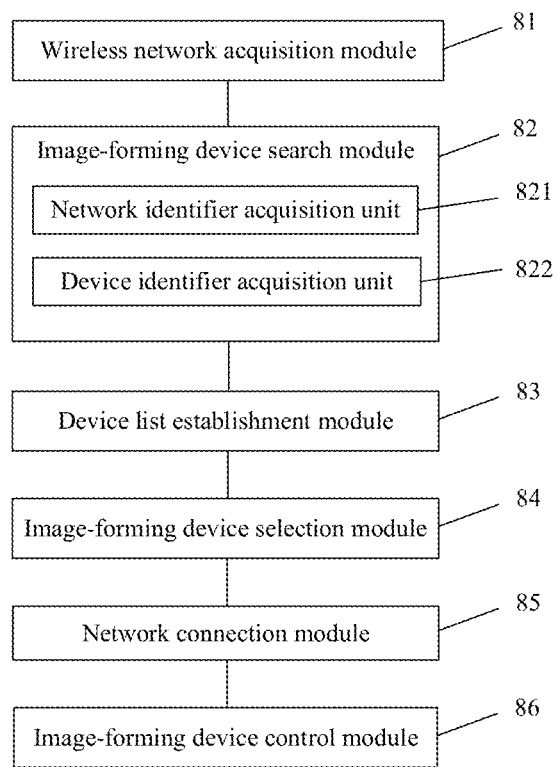 81
Wireless network acquisition module
82
Image-forming device search module
821
Network identifier acquisition unit
822
Device identifier acquisition unit
83
Device list establishment module
84
Image-forming device selection module
85
Network connection module
86
Image-forming device control module